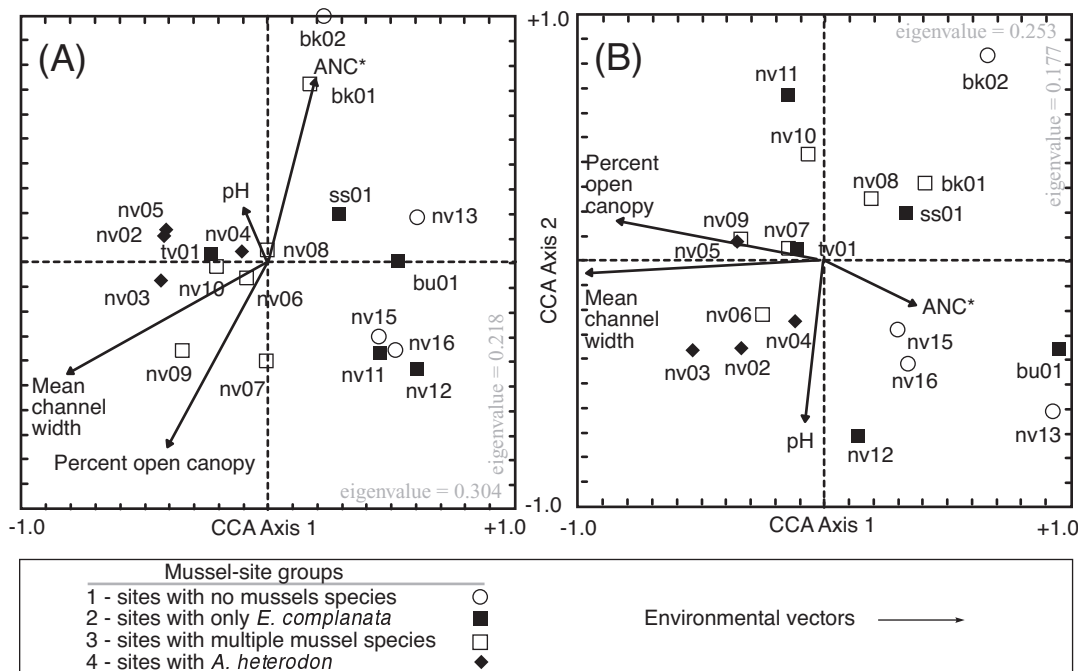 (A)
bk02
ANC*
bk01
pH
ss01
nv05
nv13
nv02
nv04
tv01
nv08
nv03
nv10
nv06
bu01
nv15
nv16
nv09
nv07
nv11
nv12
Mean
channel
width
Percent open canopy
eigenvalue = 0.218
eigenvalue = 0.304
-1.0
CCA Axis 1
+1.0
+1.0
CCA Axis 2
-1.0
(B)
eigenvalue = 0.253
eigenvalue = 0.177
nv11
bk02
nv10
Percent
open
canopy
nv08
bk01
ss01
nv09
nv07
nv05
tv01
Mean
channel
width
ANC*
nv06
nv04
nv15
nv03
nv02
nv16
bu01
pH
nv12
nv13
-1.0
CCA Axis 1
+1.0
Mussel-site groups
1 - sites with no mussels species
2 - sites with only E. complanata
3 - sites with multiple mussel species
4 - sites with A. heterodon
Environmental vectors